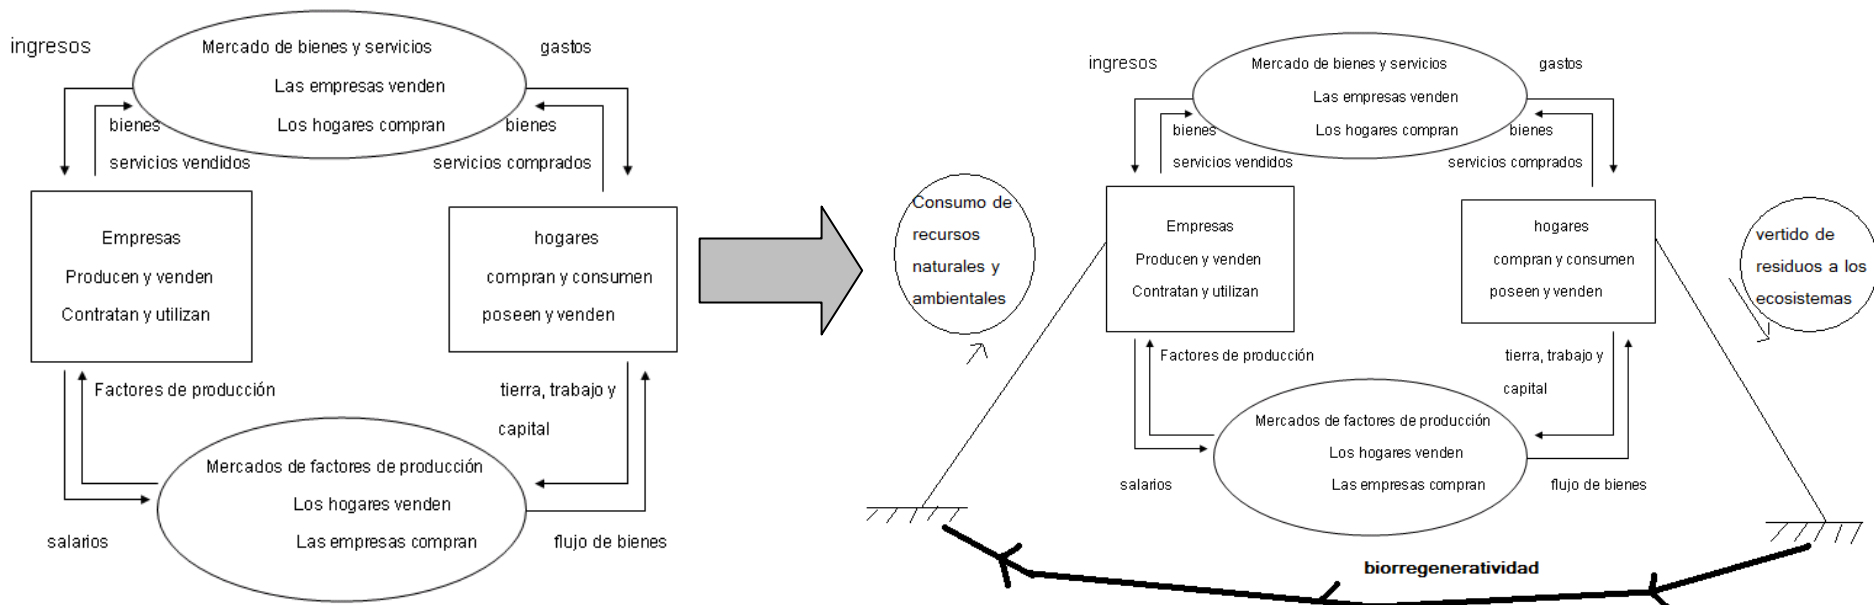 ingresos
Mercado de bienes y servicios
gastos
Las empresas venden
Los hogares compran
bienes
servicios vendidos
bienes
servicios comprados
Empresas
Producen y venden
Contratan y utilizan
hogares
compran y consumen
poseen y venden
Factores de producción
tierra, trabajo y
capital
Mercados de factores de producción
Los hogares venden
Las empresas compran
salarios
flujo de bienes
ingresos
Mercado de bienes y servicios
gastos
Las empresas venden
Los hogares compran
bienes
servicios vendidos
bienes
servicios comprados
Consumo de
recursos
naturales y
ambientales
Empresas
Producen y venden
Contratan y utilizan
hogares
compran y consumen
poseen y venden
vertido de
residuos a los
ecosistemas
Factores de producción
tierra, trabajo y
capital
Mercados de factores de producción
Los hogares venden
Las empresas compran
salarios
flujo de bienes
biorregeneratividad